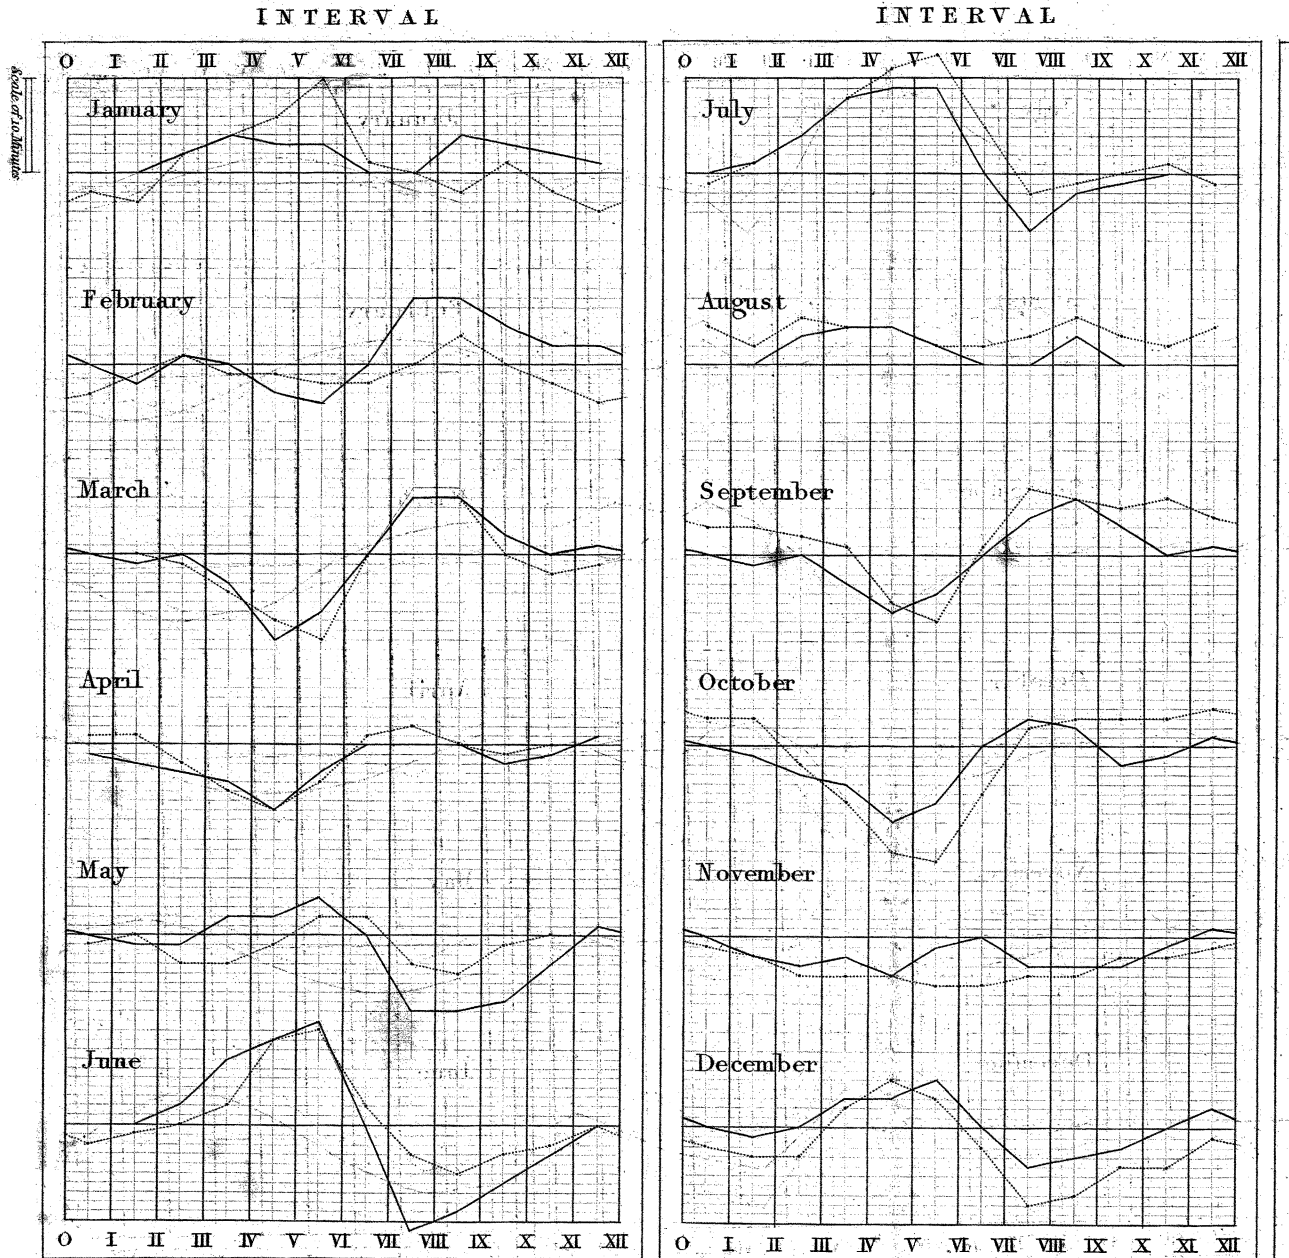 INTERVAL
O I II III IV V VI VII VIII IX X XI XII
Scale of 10 Minutes
January
February
March
April
May
June
O I II III IV V VI VII VIII IX X XI XII
INTERVAL
O I II III IV V VI VII VIII IX X XI XII
July
August
September
October
November
December
O I II III IV V VI VII VIII IX X XI XII